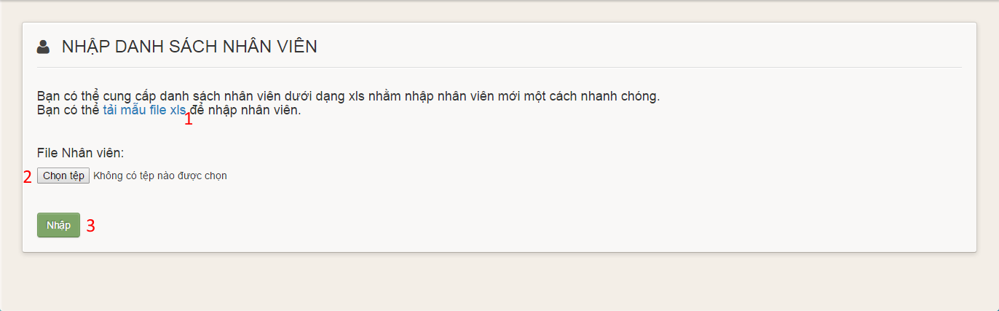 NHẬP DANH SÁCH NHÂN VIÊN
Bạn có thể cung cấp danh sách nhân viên dưới dạng xls nhằm nhập nhân viên mới một cách nhanh chóng.
Bạn có thể tải mẫu file xls để nhập nhân viên.
1
File Nhân viên:
2 Chọn tệp Không có tệp nào được chọn
Nhập 3